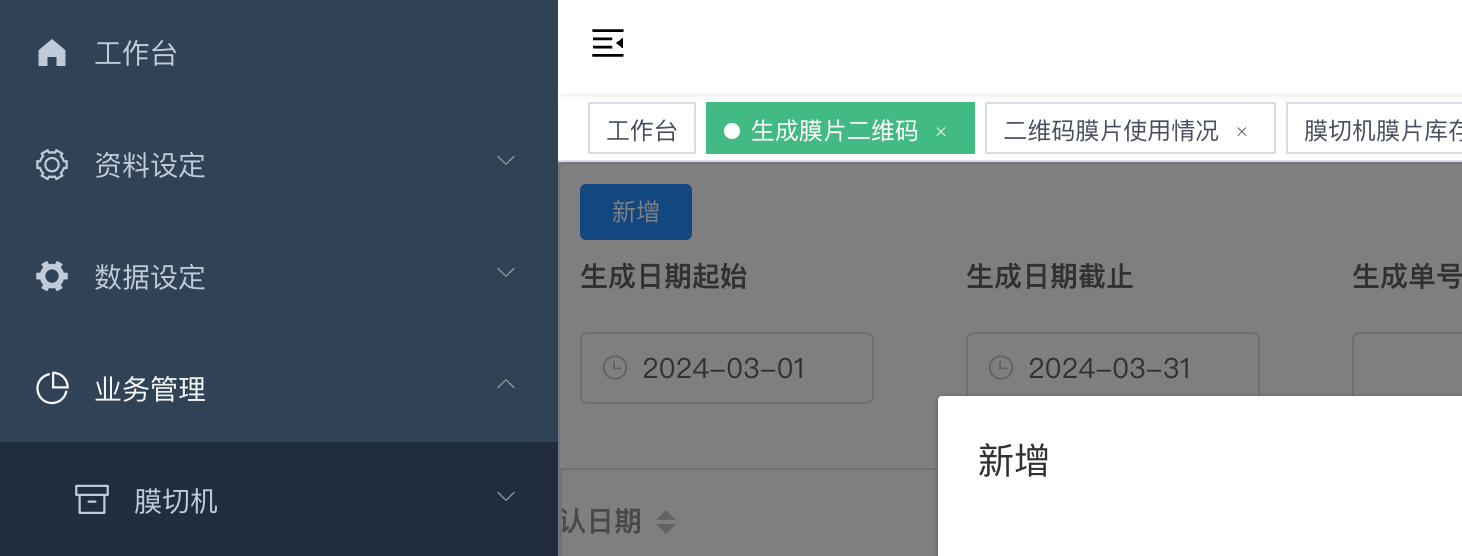 工作台
资料设定
数据设定
业务管理
膜切机
工作台 生成膜片二维码 × 二维码膜片使用情况 × 膜切机膜片库存
新增
生成日期起始 生成日期截止 生成单号
2024-03-01 2024-03-31
认日期
新增